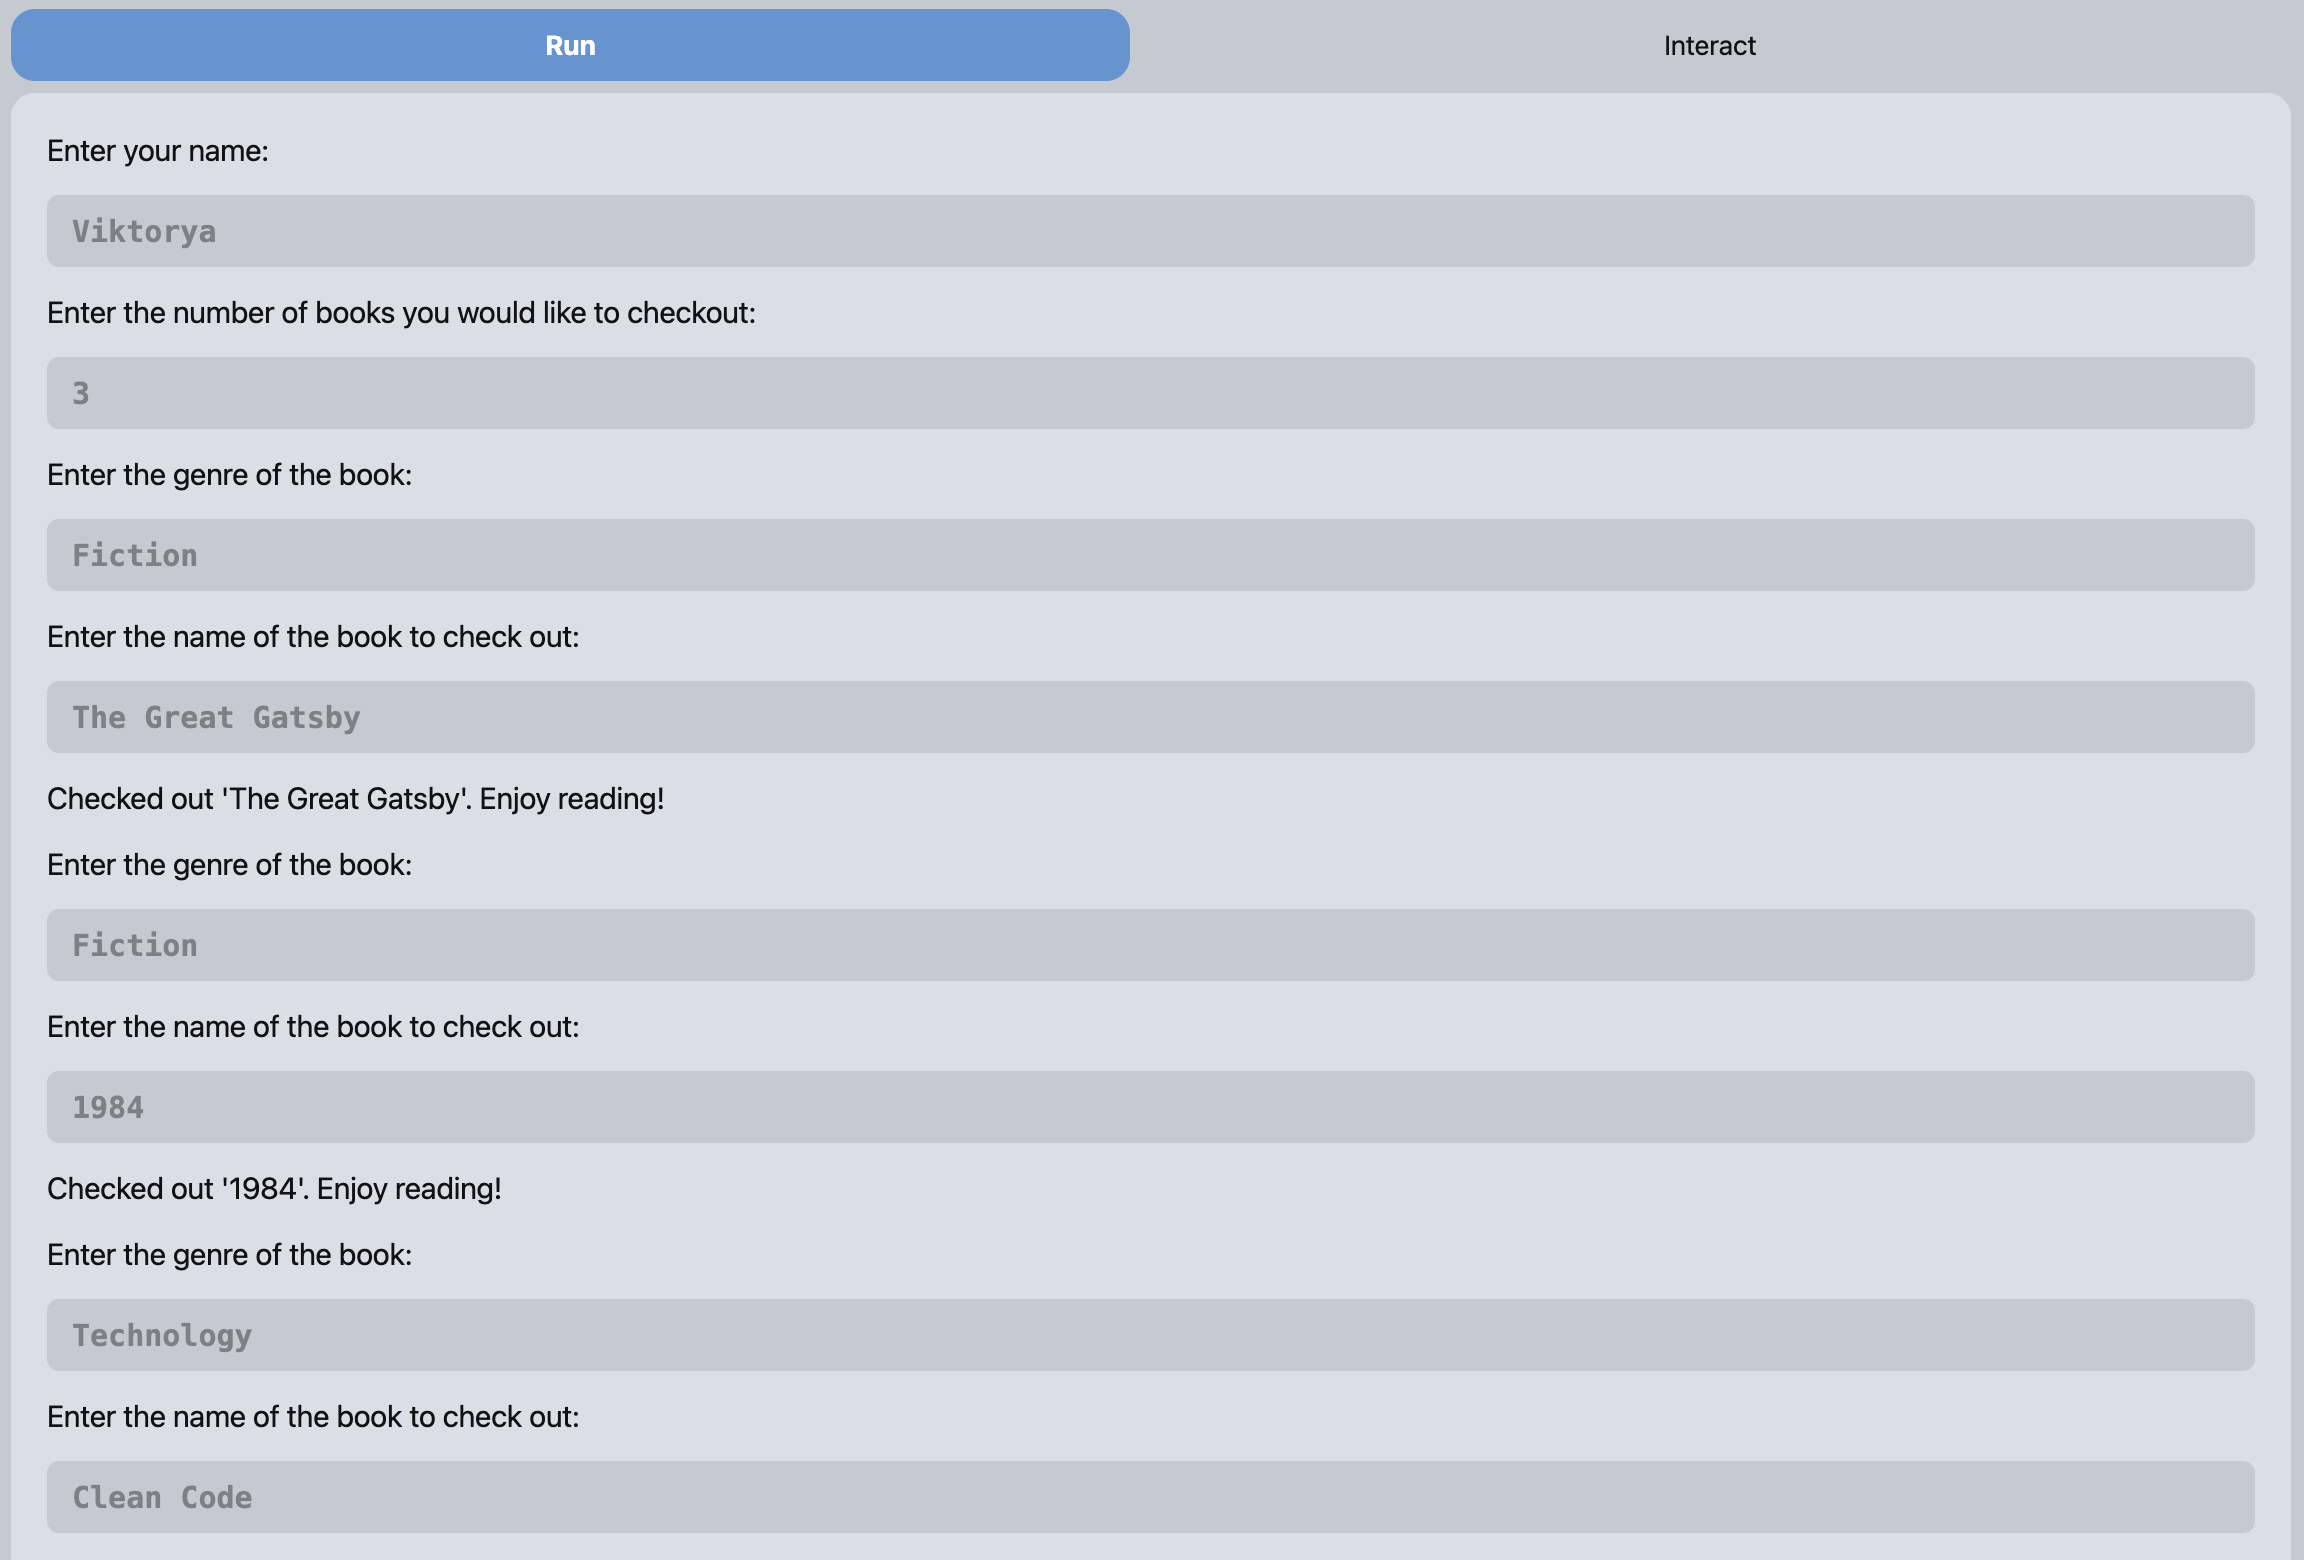 Run
Interact
Enter your name:
Viktorya
Enter the number of books you would like to checkout:
3
Enter the genre of the book:
Fiction
Enter the name of the book to check out:
The Great Gatsby
Checked out 'The Great Gatsby'. Enjoy reading!
Enter the genre of the book:
Fiction
Enter the name of the book to check out:
1984
Checked out '1984'. Enjoy reading!
Enter the genre of the book:
Technology
Enter the name of the book to check out:
Clean Code